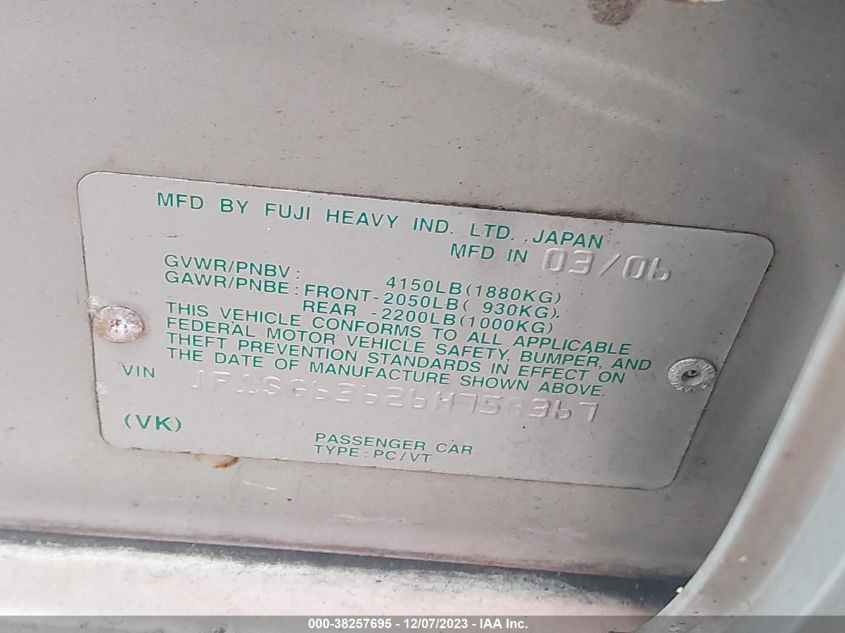 MFD BY FUJI HEAVY IND. LTD., JAPAN
MFD IN 03/06
GVWR/PNBV: 4150LB(1880KG)
GAWR/PNBE: FRONT-2050LB( 930KG).
REAR -2200LB(1000KG)
THIS VEHICLE CONFORMS TO ALL APPLICABLE
FEDERAL MOTOR VEHICLE SAFETY, BUMPER, AND
THEFT PREVENTION STANDARDS IN EFFECT ON
THE DATE OF MANUFACTURE SHOWN ABOVE.
VIN JF1SG63626H759367
(VK)
PASSENGER CAR
TYPE: PC/VT
000-38257695 - 12/07/2023 - IAA Inc.